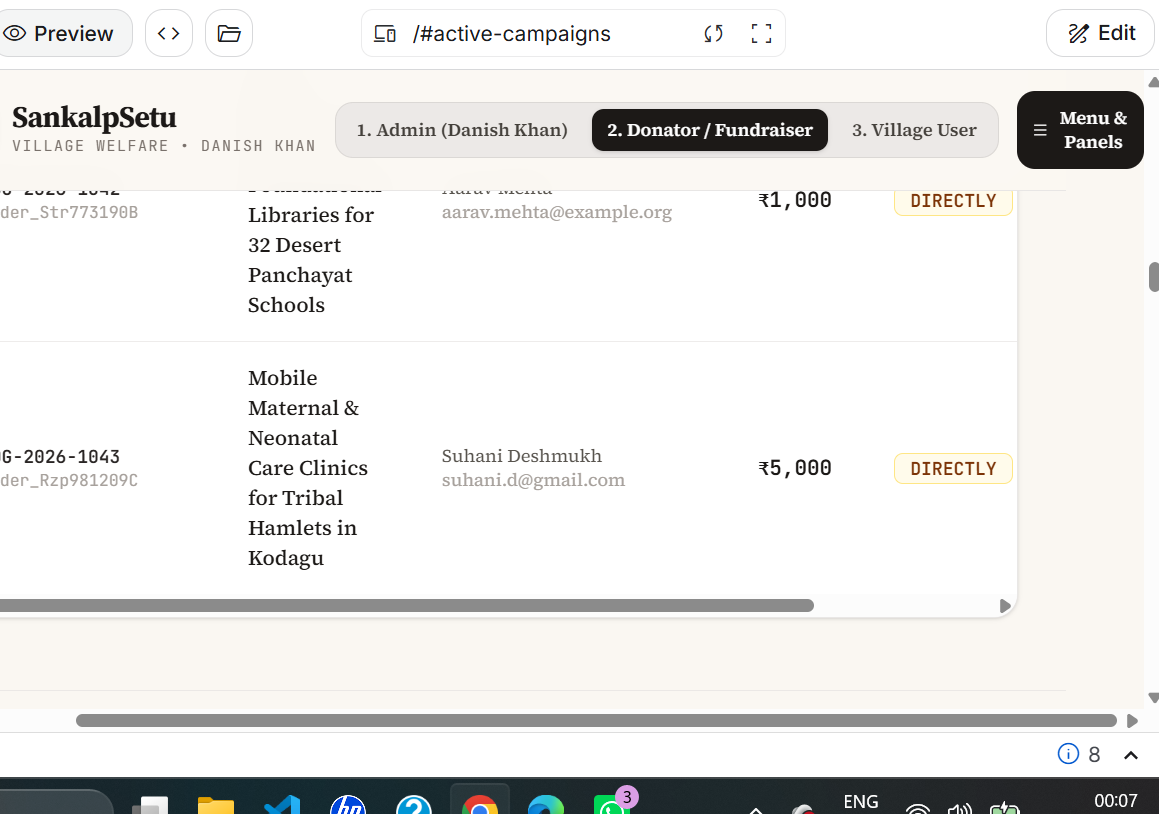 Preview
/#active-campaigns
Edit
SankalpSetu
VILLAGE WELFARE • DANISH KHAN
1. Admin (Danish Khan)
2. Donator / Fundraiser
3. Village User
Menu &
Panels
der_Str773190B
Libraries for
32 Desert
Panchayat
Schools
Aarav Mehta
aarav.mehta@example.org
₹1,000
DIRECTLY
G-2026-1043
der_Rzp981209C
Mobile
Maternal &
Neonatal
Care Clinics
for Tribal
Hamlets in
Kodagu
Suhani Deshmukh
suhani.d@gmail.com
₹5,000
DIRECTLY
8
3
ENG
00:07